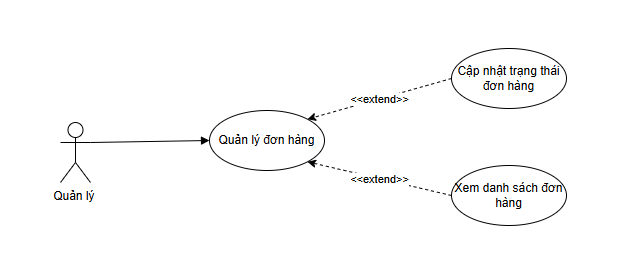 Cập nhật trạng thái
đơn hàng
<<extend>>
Quản lý đơn hàng
<<extend>>
Xem danh sách đơn
hàng
Quản lý